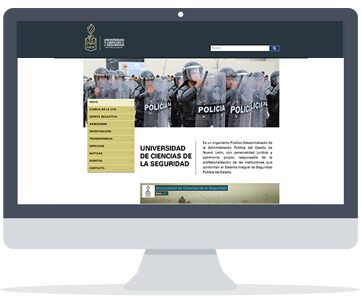 UNIVERSIDAD
DE CIENCIAS DE
LA SEGURIDAD
Buscar
POLICIA
POLICIA
POLICIA
INICIO
ACERCA DE LA UCS
OFERTA EDUCATIVA
ADMISIONES
INVESTIGACIÓN
TRANSPARENCIA
SERVICIOS
NOTICIAS
EVENTOS
CONTACTO
UNIVERSIDAD
DE CIENCIAS DE
LA SEGURIDAD
Es un organismo Público Descentralizado de
la Administración Pública del Estado de
Nuevo León, con personalidad jurídica y
patrimonio propio, responsable de la
profesionalización de las instituciones que
conforman el Sistema Integral de Seguridad
Pública del Estado.
Universidad de Ciencias de la Seguridad